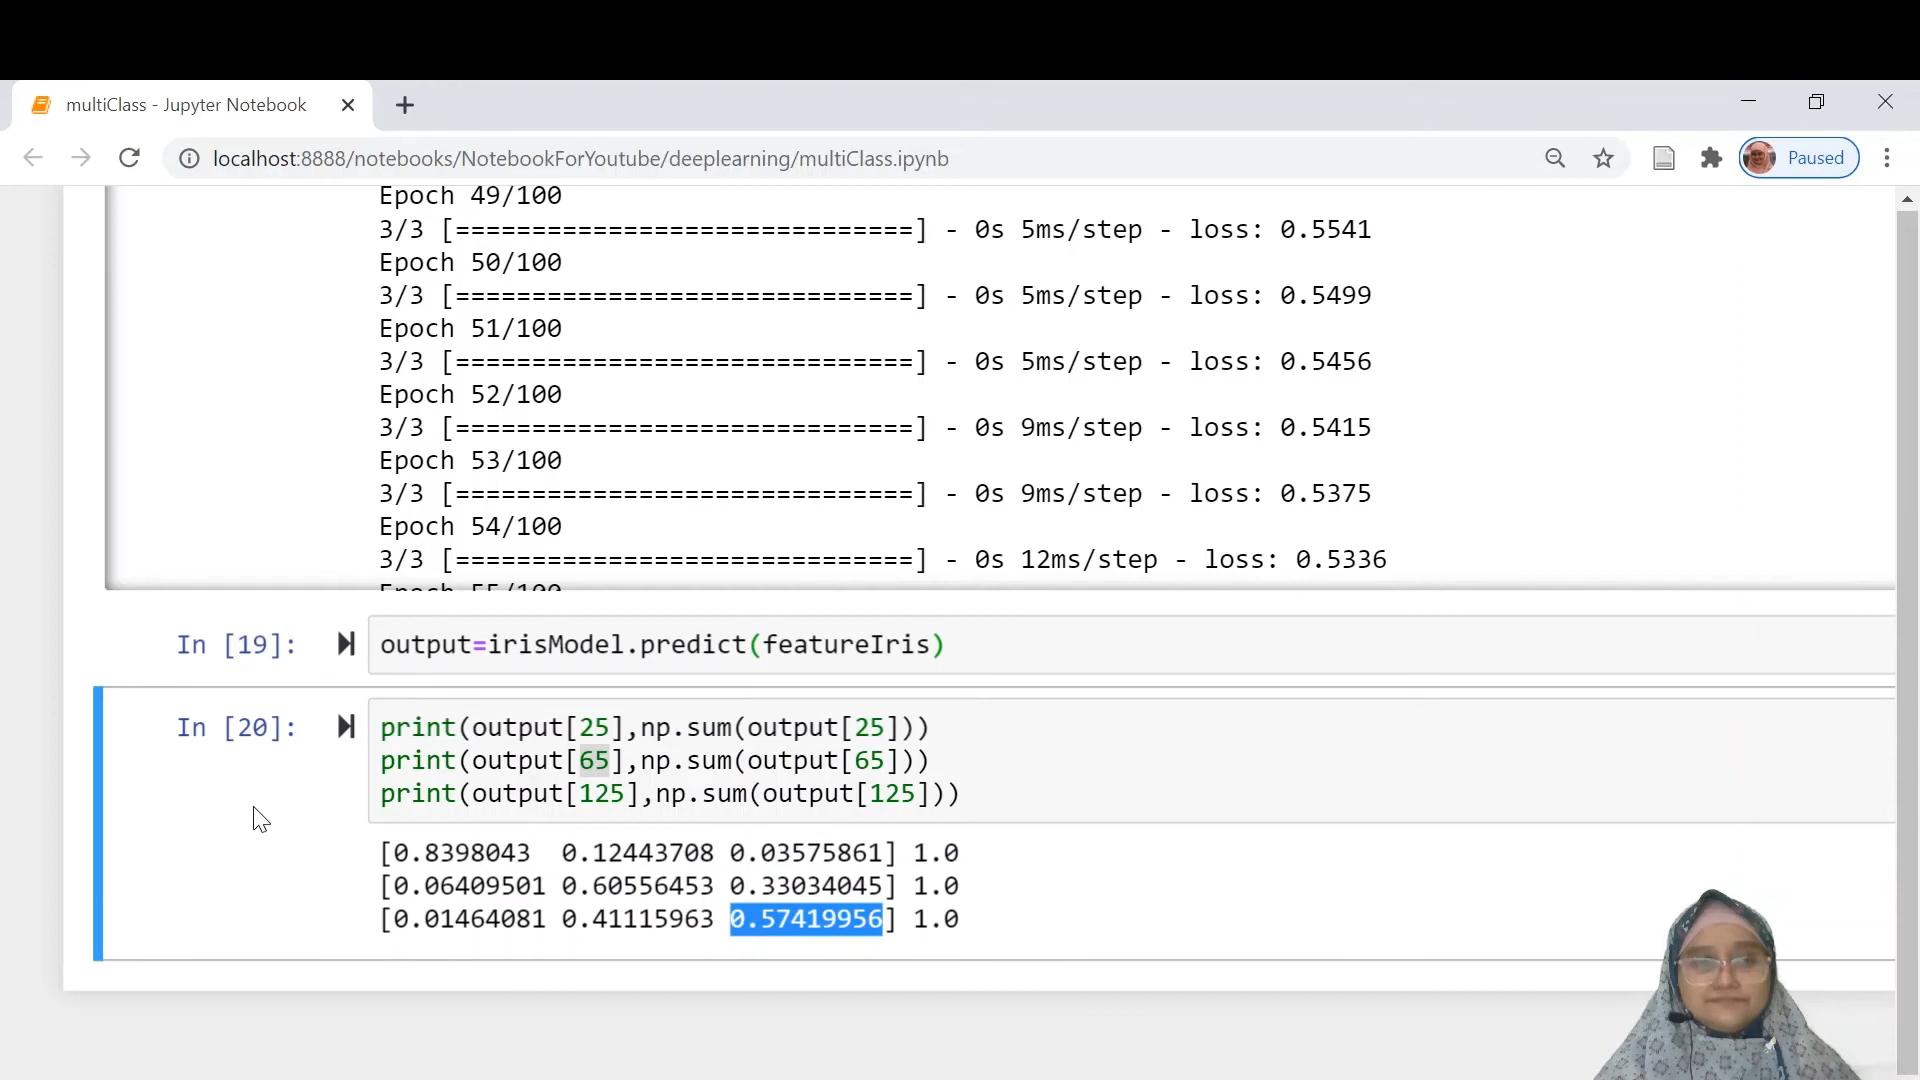 multiClass - Jupyter Notebook
localhost:8888/notebooks/NotebookForYoutube/deeplearning/multiClass.ipynb
Paused
Epoch 49/100
3/3 [==============================] - 0s 5ms/step - loss: 0.5541
Epoch 50/100
3/3 [==============================] - 0s 5ms/step - loss: 0.5499
Epoch 51/100
3/3 [==============================] - 0s 5ms/step - loss: 0.5456
Epoch 52/100
3/3 [==============================] - 0s 9ms/step - loss: 0.5415
Epoch 53/100
3/3 [==============================] - 0s 9ms/step - loss: 0.5375
Epoch 54/100
3/3 [==============================] - 0s 12ms/step - loss: 0.5336
Epoch 55/100
In [19]: output=irisModel.predict(featureIris)
In [20]: print(output[25],np.sum(output[25]))
print(output[65],np.sum(output[65]))
print(output[125],np.sum(output[125]))
[0.8398043  0.12443708 0.03575861] 1.0
[0.06409501 0.60556453 0.33034045] 1.0
[0.01464081 0.41115963 0.57419956] 1.0